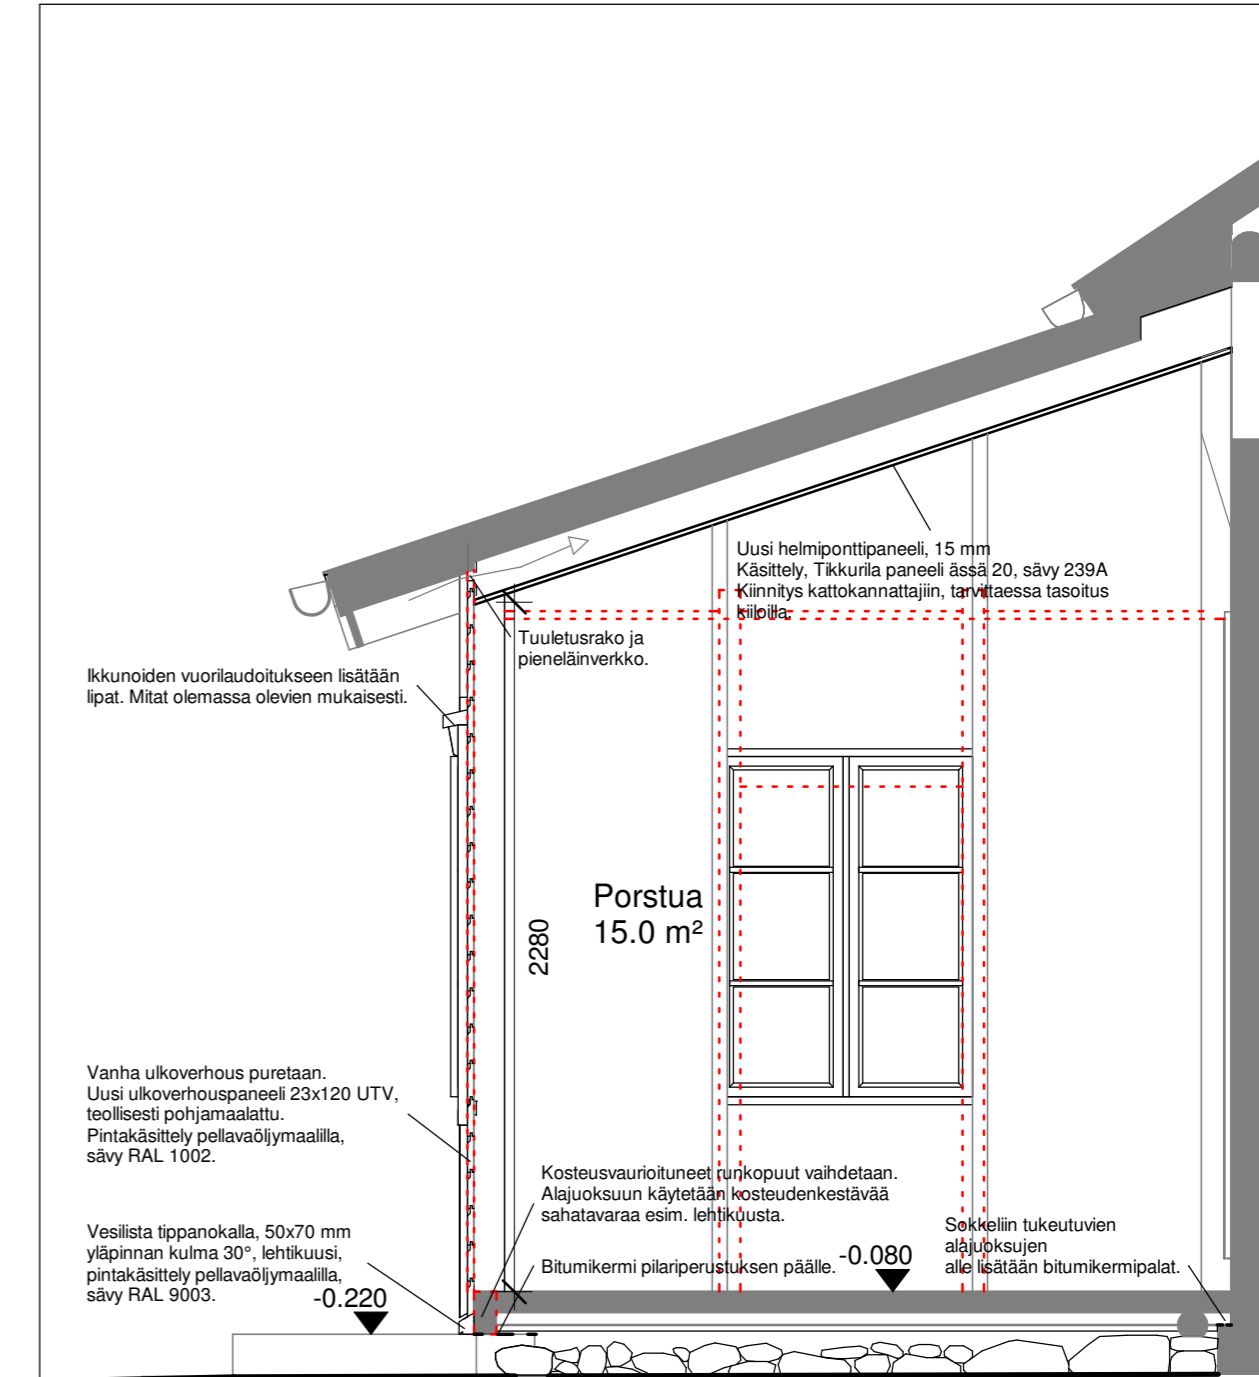 Uusi helmiponttipaneeli, 15 mm
Käsittely, Tikkurila paneeli ässä 20, sävy 239A
Kiinnitys kattokannattajiin, tarvittaessa tasoitus
kiiloilla.
Tuuletusrako ja
pieneläinverkko.
Ikkunoiden vuorilaudoitukseen lisätään
lipat. Mitat olemassa olevien mukaisesti.
Porstua
15.0 m²
2280
Vanha ulkoverhous puretaan.
Uusi ulkoverhouspaneeli 23x120 UTV,
teollisesti pohjamaalattu.
Pintakäsittely pellavaöljymaalilla,
sävy RAL 1002.
Kosteusvaurioituneet runkopuut vaihdetaan.
Alajuoksuun käytetään kosteudenkestävää
sahatavaraa esim. lehtikuusta.
Vesilista tippanokalla, 50x70 mm
yläpinnan kulma 30°, lehtikuusi,
pintakäsittely pellavaöljymaalilla,
sävy RAL 9003.
-0.220
Bitumikermi pilariperustuksen päälle.
-0.080
Sokkeliin tukeutuvien
alajuoksujen
alle lisätään bitumikermipalat.